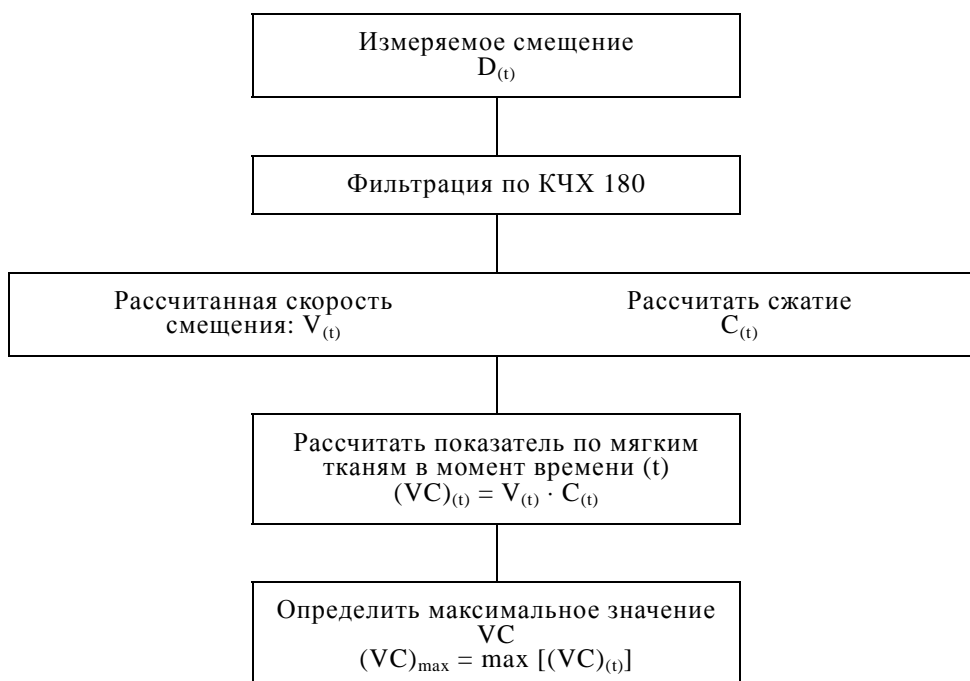 Измеряемое смещение
D(t)
Фильтрация по КЧХ 180
Рассчитанная скорость
смещения: V(t)
Рассчитать сжатие
C(t)
Рассчитать показатель по мягким
тканям в момент времени (t)
(VC)(t) = V(t) · C(t)
Определить максимальное значение
VC
(VC)max = max [(VC)(t)]